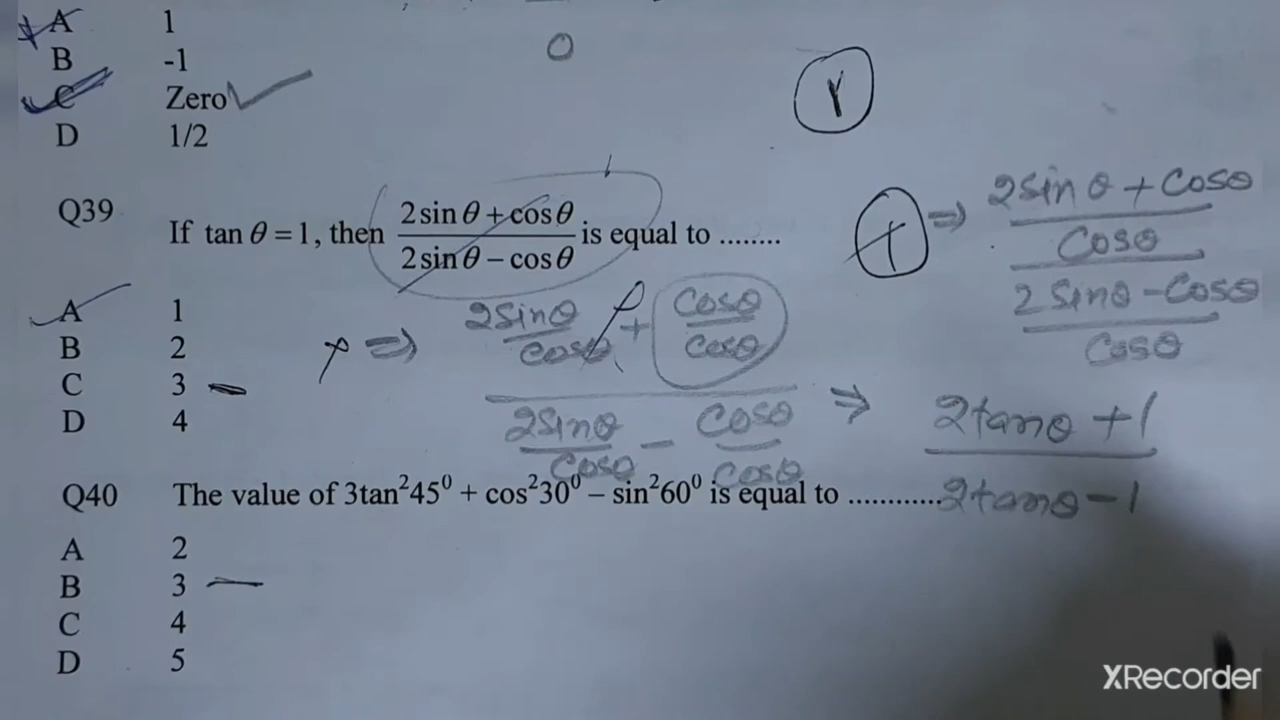 A 1
B -1
C Zero
D 1/2
0
Y
Q39 If tan θ = 1, then (2 sin θ + cos θ)/(2 sin θ − cos θ) is equal to ........
A 1
B 2
C 3
D 4
⇒ 2sinθ + cosθ
cosθ
2sinθ - cosθ
cosθ
⇒ 2sinθ/cosθ + cosθ/cosθ
2sinθ/cosθ - cosθ/cosθ
⇒ 2tanθ + 1
2tanθ - 1
Q40 The value of 3tan²45⁰ + cos²30⁰ – sin²60⁰ is equal to ............
A 2
B 3
C 4
D 5
XRecorder